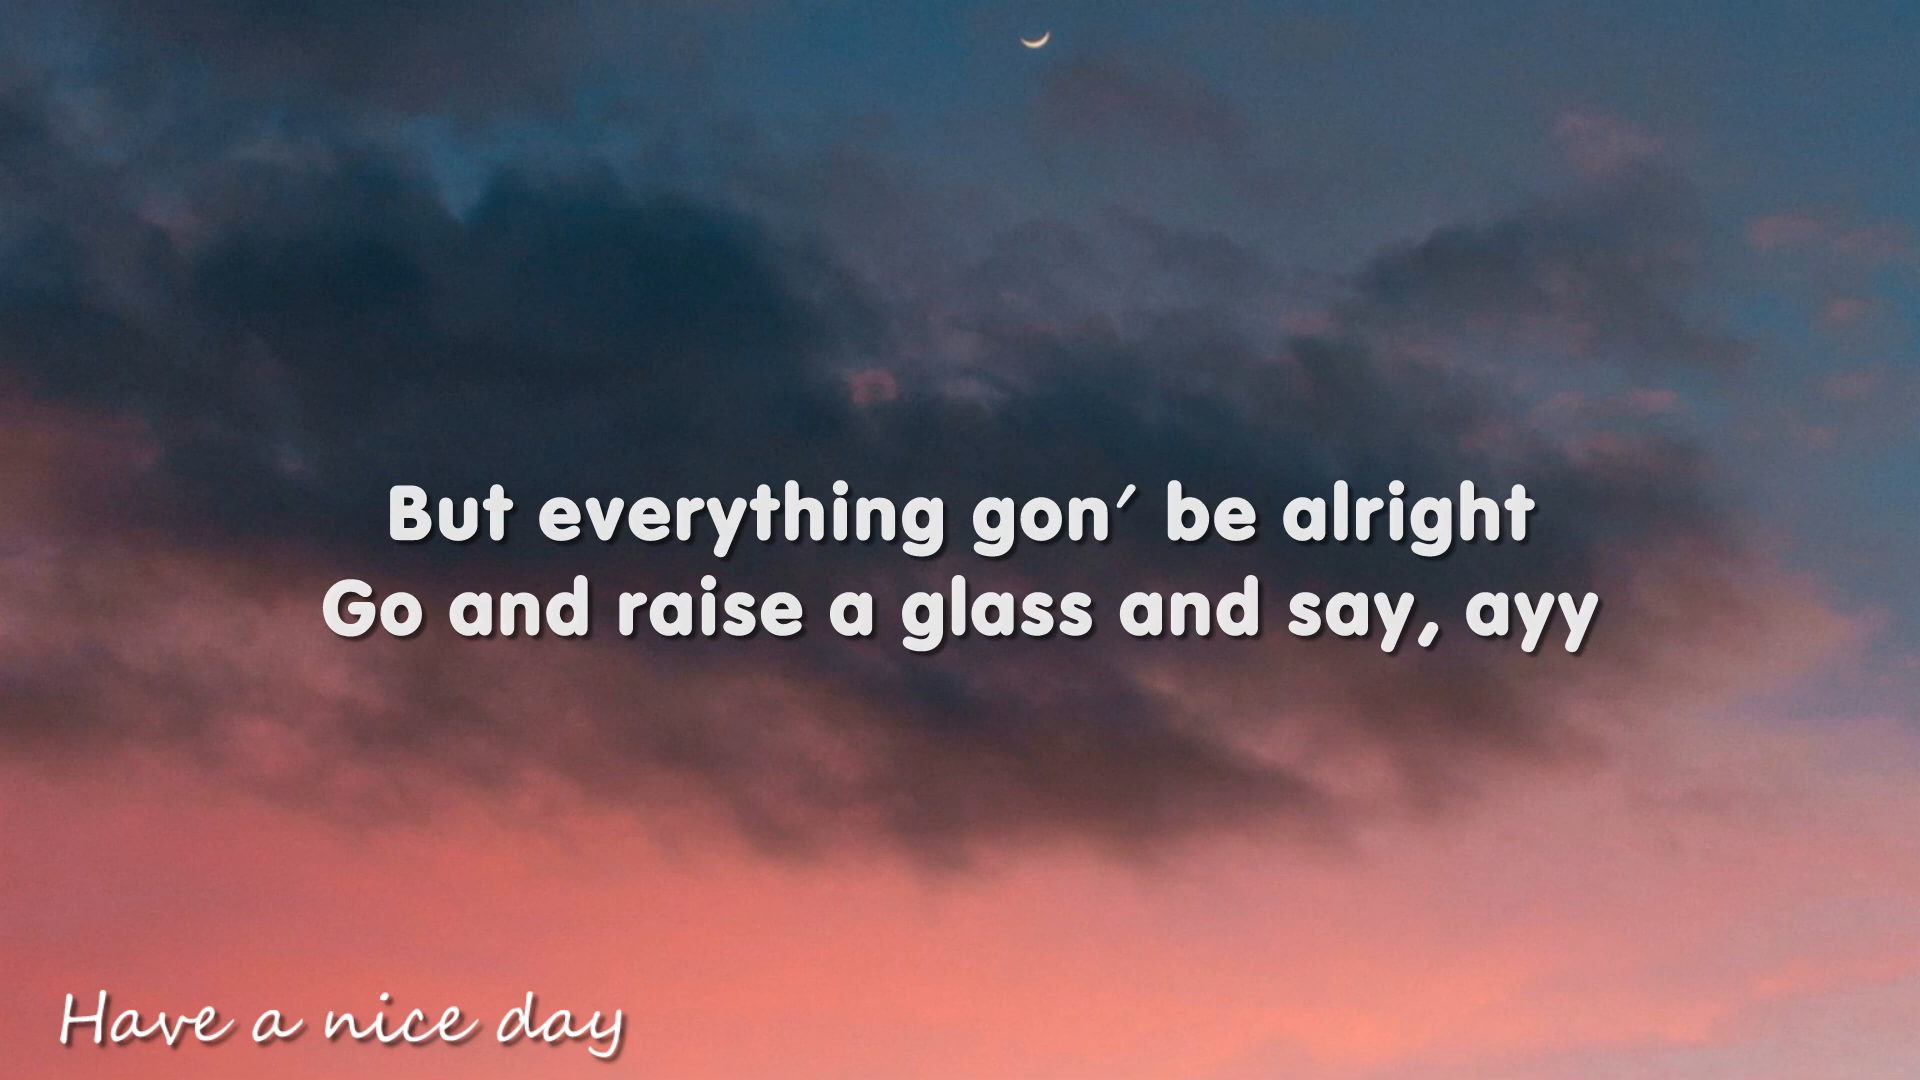 But everything gon' be alright
Go and raise a glass and say, ayy
Have a nice day